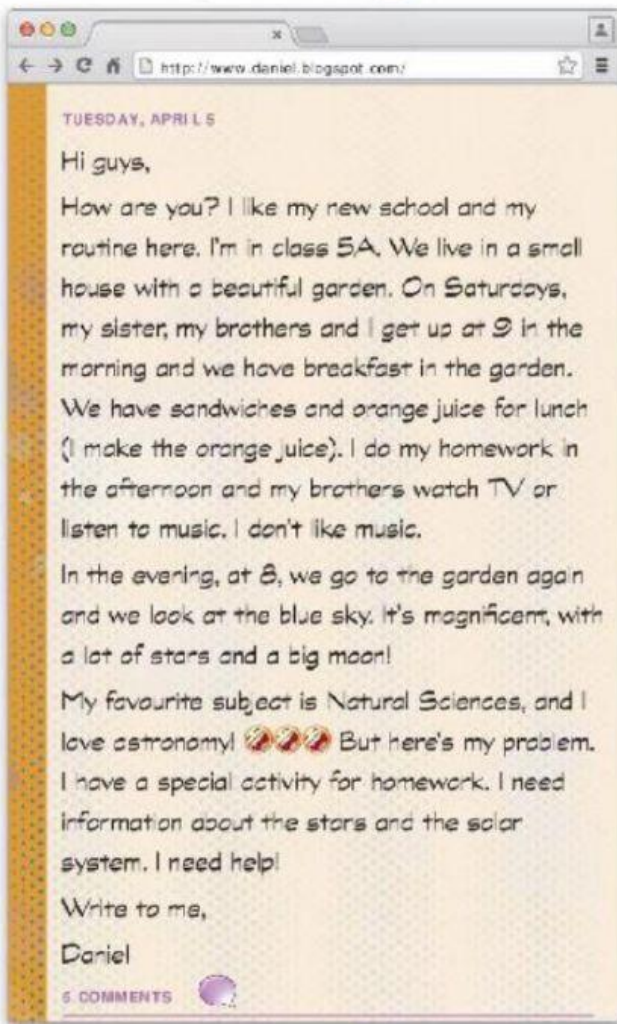 http://www.daniel.blogspot.com/
TUESDAY, APRIL 5
Hi guys,
How are you? I like my new school and my
routine here. I'm in class 5A. We live in a small
house with a beautiful garden. On Saturdays,
my sister, my brothers and I get up at 9 in the
morning and we have breakfast in the garden.
We have sandwiches and orange juice for lunch
(I make the orange juice). I do my homework in
the afternoon and my brothers watch TV or
listen to music. I don't like music.
In the evening, at 8, we go to the garden again
and we look at the blue sky. It's magnificent, with
a lot of stars and a big moon!
My favourite subject is Natural Sciences, and I
love astronomy! But here's my problem.
I have a special activity for homework. I need
information about the stars and the solar
system. I need help!
Write to me,
Daniel
6 COMMENTS